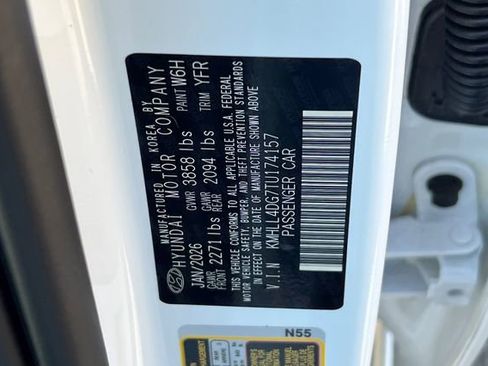 MANUFACTURED IN KOREA BY
HYUNDAI MOTOR COMPANY
PAINT W6H
JAN/2026 GVWR 3858 lbs TRIM YFR
GAWR FRONT 2271 lbs GAWR REAR 2094 lbs
THIS VEHICLE CONFORMS TO ALL APPLICABLE U.S.A. FEDERAL
MOTOR VEHICLE SAFETY, BUMPER, AND THEFT PREVENTION STANDARDS
IN EFFECT ON THE DATE OF MANUFACTURE SHOWN ABOVE
V.I.N KMHLL4DG7TU174157
PASSENGER CAR
N55